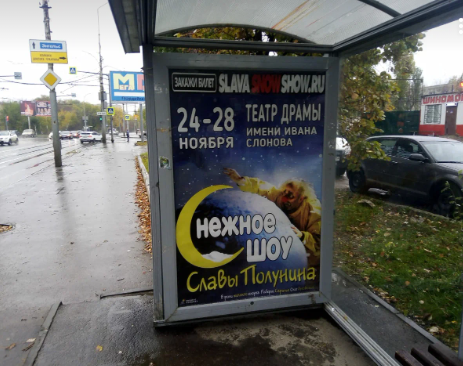 ЗАКАЖИ БИЛЕТ SLAVASNOWSHOW.RU
24-28
НОЯБРЯ
ТЕАТР ДРАМЫ
ИМЕНИ ИВАНА
СЛОНОВА
Снежное
шоу
Славы Полунина